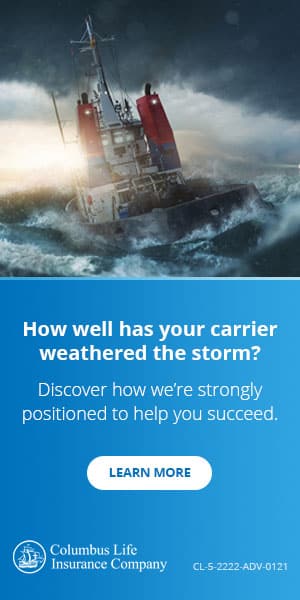 How well has your carrier
weathered the storm?
Discover how we’re strongly
positioned to help you succeed.
LEARN MORE
Columbus Life
Insurance Company
CL-5-2222-ADV-0121